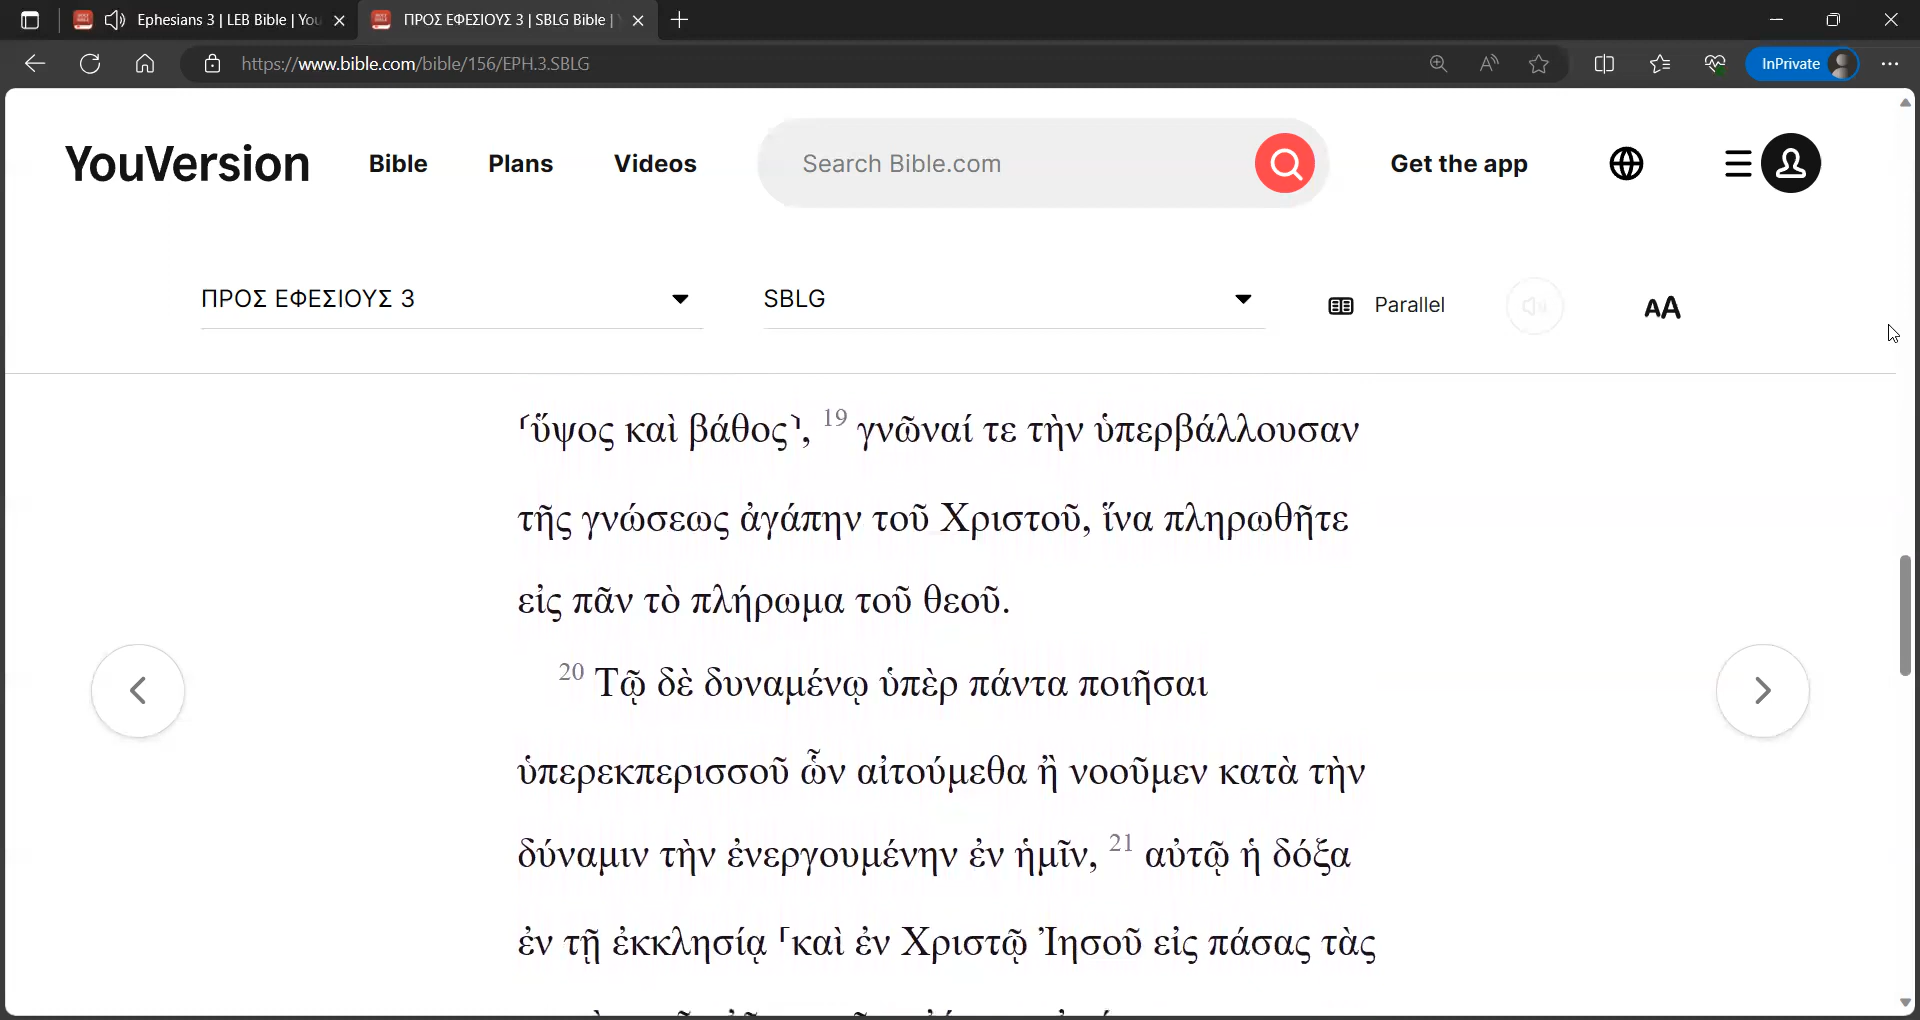 Ephesians 3 | LEB Bible | You
ΠΡΟΣ ΕΦΕΣΙΟΥΣ 3 | SBLG Bible |
https://www.bible.com/bible/156/EPH.3.SBLG
InPrivate
YouVersion
Bible
Plans
Videos
Search Bible.com
Get the app
ΠΡΟΣ ΕΦΕΣΙΟΥΣ 3
SBLG
Parallel
AA
⸂ὕψος καὶ βάθος⸃, 19 γνῶναί τε τὴν ὑπερβάλλουσαν
τῆς γνώσεως ἀγάπην τοῦ Χριστοῦ, ἵνα πληρωθῆτε
εἰς πᾶν τὸ πλήρωμα τοῦ θεοῦ.
20 Τῷ δὲ δυναμένῳ ὑπὲρ πάντα ποιῆσαι
ὑπερεκπερισσοῦ ὧν αἰτούμεθα ἢ νοοῦμεν κατὰ τὴν
δύναμιν τὴν ἐνεργουμένην ἐν ἡμῖν, 21 αὐτῷ ἡ δόξα
ἐν τῇ ἐκκλησίᾳ ⸀καὶ ἐν Χριστῷ Ἰησοῦ εἰς πάσας τὰς